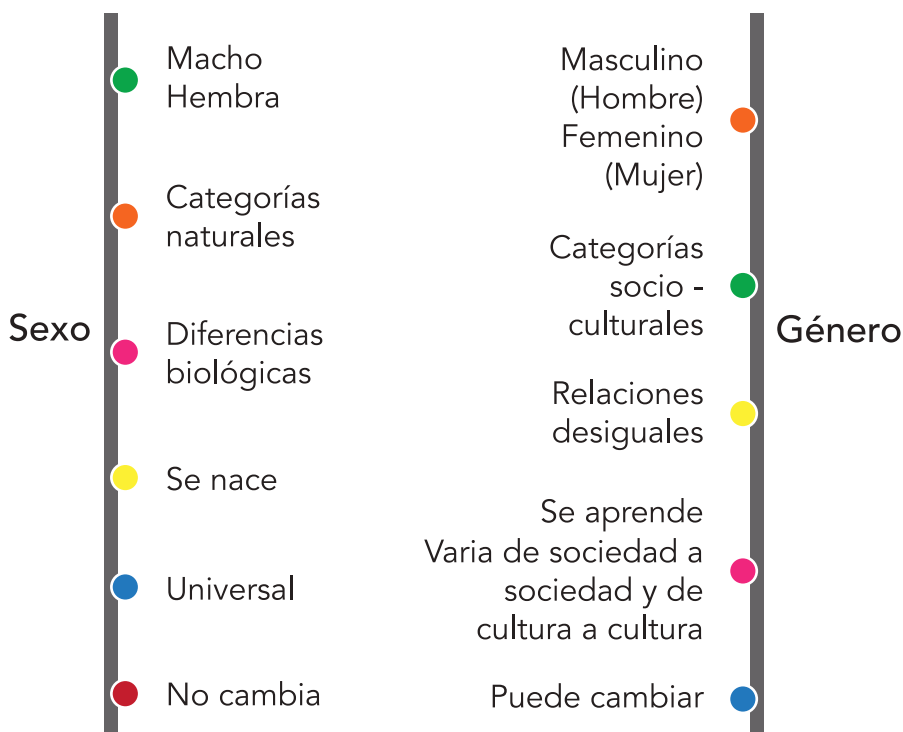 Sexo
Macho
Hembra
Categorías
naturales
Diferencias
biológicas
Se nace
Universal
No cambia
Masculino
(Hombre)
Femenino
(Mujer)
Categorías
socio -
culturales
Relaciones
desiguales
Se aprende
Varia de sociedad a
sociedad y de
cultura a cultura
Puede cambiar
Género